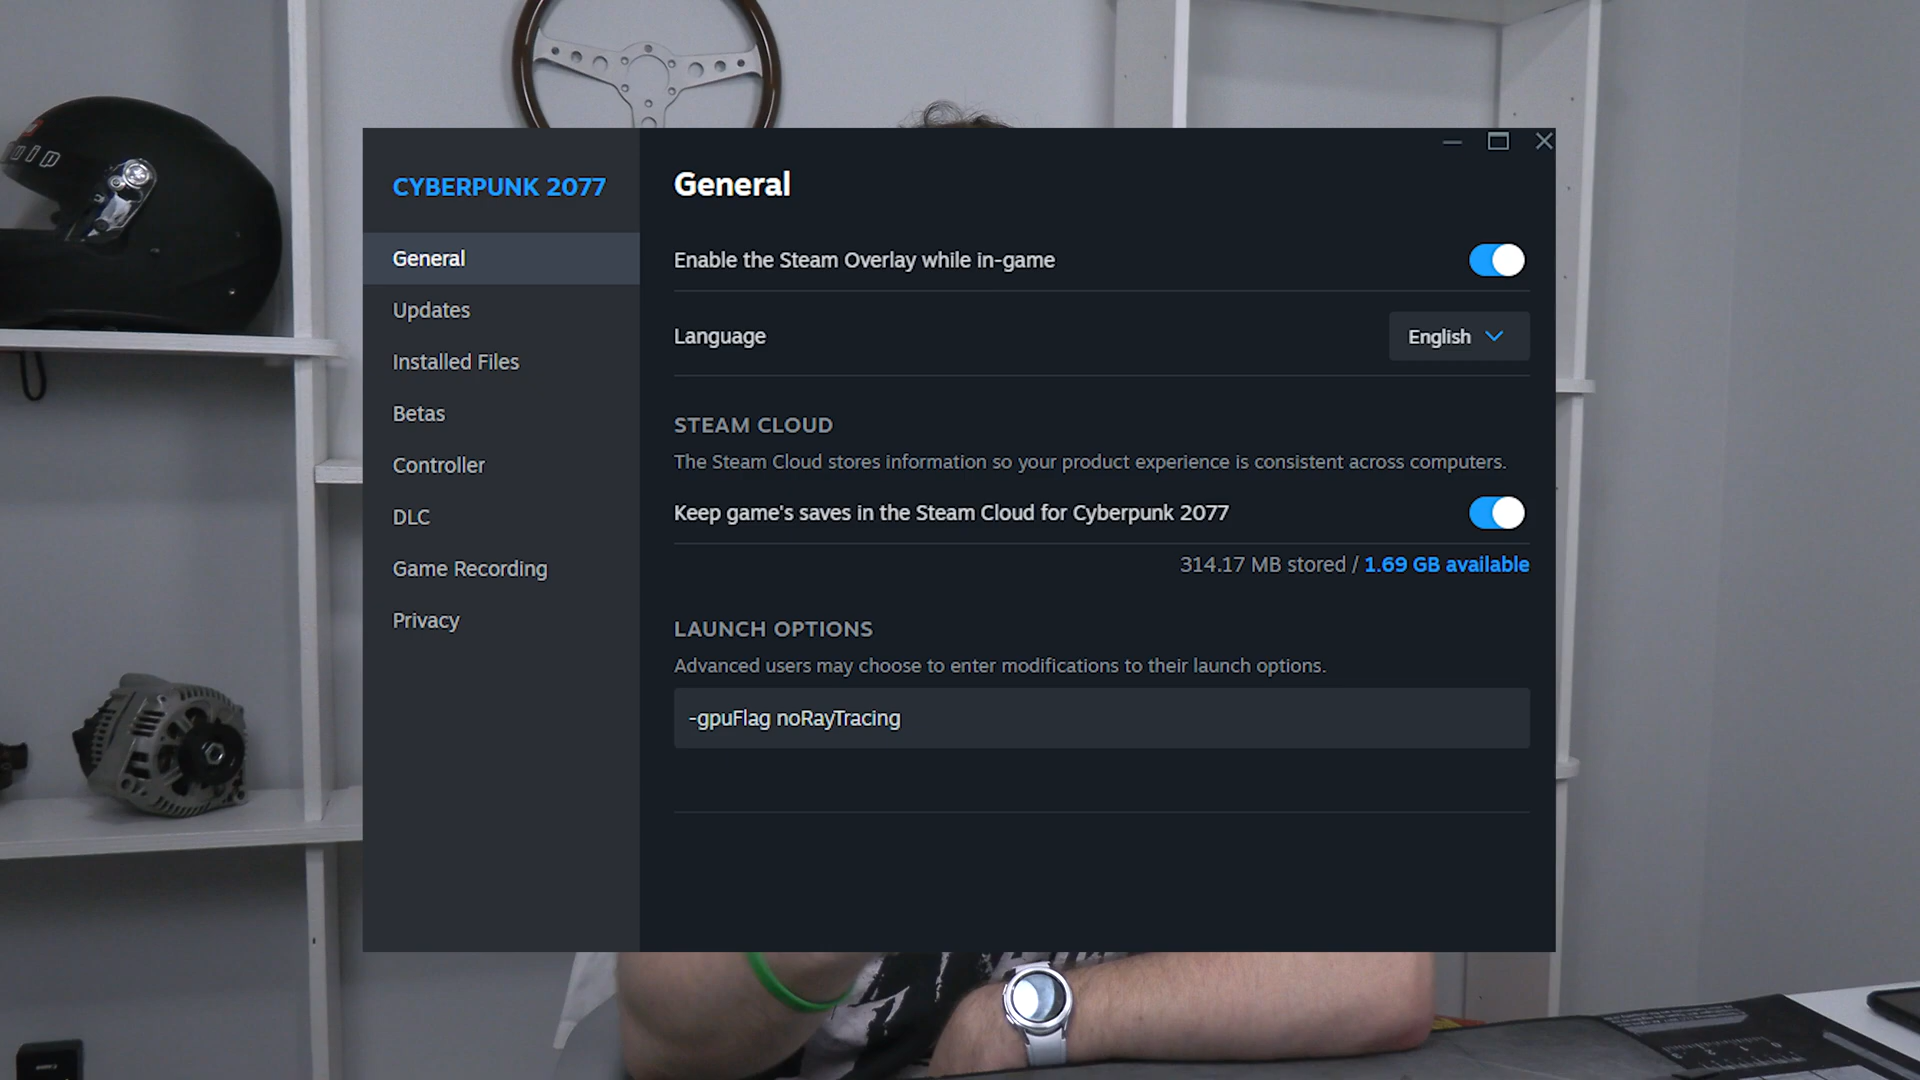 CYBERPUNK 2077
General
Updates
Installed Files
Betas
Controller
DLC
Game Recording
Privacy
General
Enable the Steam Overlay while in-game
Language
English
STEAM CLOUD
The Steam Cloud stores information so your product experience is consistent across computers.
Keep game's saves in the Steam Cloud for Cyberpunk 2077
314.17 MB stored / 1.69 GB available
LAUNCH OPTIONS
Advanced users may choose to enter modifications to their launch options.
-gpuFlag noRayTracing